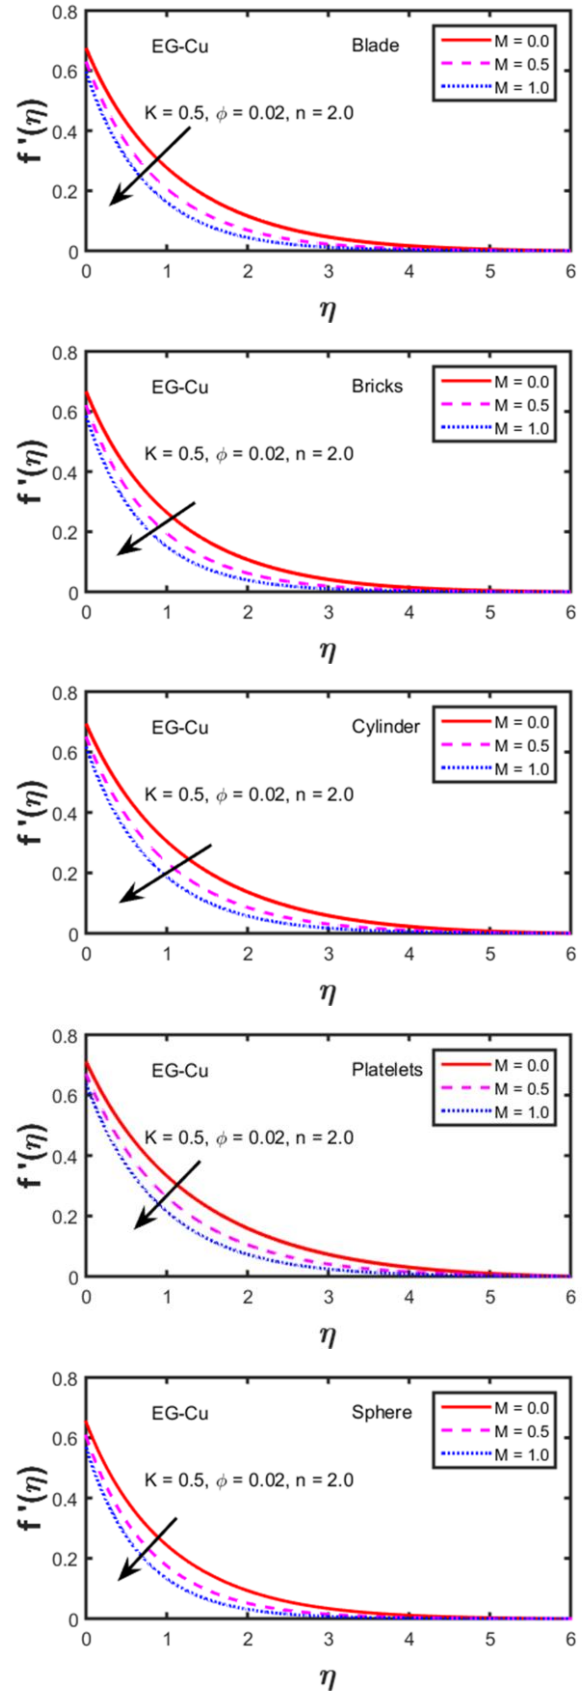 0.8
EG-Cu Blade
M = 0.0
M = 0.5
M = 1.0
0.6
K = 0.5, ϕ = 0.02, n = 2.0
f '(η)
0.4
0.2
0
0 1 2 3 4 5 6
η
0.8
EG-Cu Bricks
M = 0.0
M = 0.5
M = 1.0
0.6
K = 0.5, ϕ = 0.02, n = 2.0
f '(η)
0.4
0.2
0
0 1 2 3 4 5 6
η
0.8
EG-Cu Cylinder
M = 0.0
M = 0.5
M = 1.0
0.6
K = 0.5, ϕ = 0.02, n = 2.0
f '(η)
0.4
0.2
0
0 1 2 3 4 5 6
η
0.8
EG-Cu Platelets
M = 0.0
M = 0.5
M = 1.0
0.6
K = 0.5, ϕ = 0.02, n = 2.0
f '(η)
0.4
0.2
0
0 1 2 3 4 5 6
η
0.8
EG-Cu Sphere
M = 0.0
M = 0.5
M = 1.0
0.6
K = 0.5, ϕ = 0.02, n = 2.0
f '(η)
0.4
0.2
0
0 1 2 3 4 5 6
η